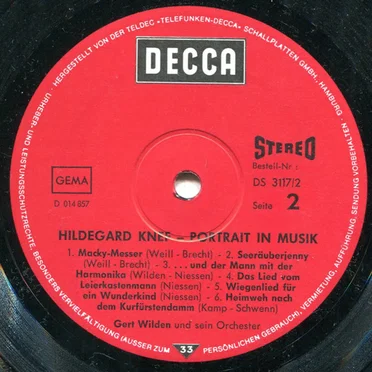 HERGESTELLT VON DER TELDEC »TELEFUNKEN-DECCA« SCHALLPLATTEN GMBH. HAMBURG
URHEBER- UND LEISTUNGSSCHUTZRECHTE, BESONDERS VERVIELFÄLTIGUNG (AUSSER ZUM PERSÖNLICHEN GEBRAUCH), VERMIETUNG, AUFFÜHRUNG, SENDUNG VORBEHALTEN.
DECCA
STEREO
Bestell-Nr.:
GEMA
DS 3117/2
D 014 857
Seite 2
HILDEGARD KNEF – PORTRAIT IN MUSIK
1. Macky-Messer (Weill - Brecht) - 2. Seeräuberjenny
(Weill - Brecht) - 3. ... und der Mann mit der
Harmonika (Wilden - Niessen) - 4. Das Lied vom
Leierkastenmann (Niessen) - 5. Wiegenlied für
ein Wunderkind (Niessen) - 6. Heimweh nach
dem Kurfürstendamm (Kamp - Schwenn)
Gert Wilden und sein Orchester
33